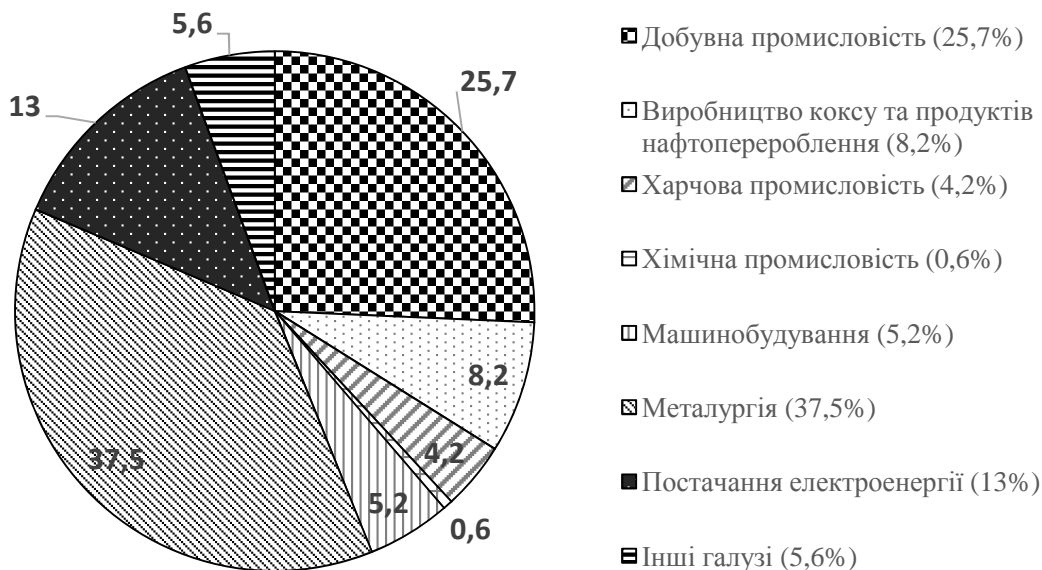 5,6
13
25,7
8,2
4,2
0,6
5,2
37,5
Добувна промисловість (25,7%)
Виробництво коксу та продуктів
нафтоперероблення (8,2%)
Харчова промисловість (4,2%)
Хімічна промисловість (0,6%)
Машинобудування (5,2%)
Металургія (37,5%)
Постачання електроенергії (13%)
Інші галузі (5,6%)